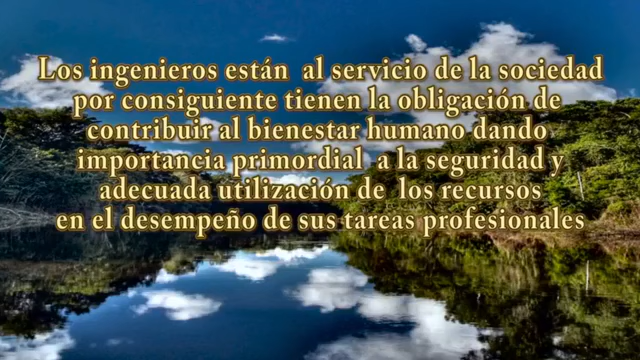 Los ingenieros están al servicio de la sociedad
por consiguiente tienen la obligación de
contribuir al bienestar humano dando
importancia primordial a la seguridad y
adecuada utilización de los recursos
en el desempeño de sus tareas profesionales